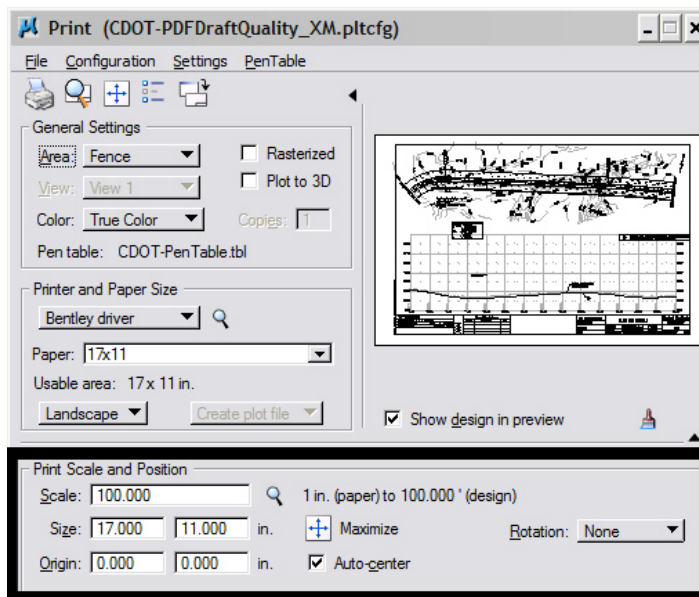 Print (CDOT-PDFDraftQuality_XM.pltcfg)
File Configuration Settings PenTable
General Settings
Area: Fence Rasterized
View: View 1 Plot to 3D
Color: True Color Copies: 1
Pen table: CDOT-PenTable.tbl
Printer and Paper Size
Bentley driver
Paper: 17x11
Usable area: 17 x 11 in.
Landscape Create plot file
Show design in preview
Print Scale and Position
Scale: 100.000 1 in. (paper) to 100.000 ' (design)
Size: 17.000 11.000 in. Maximize Rotation: None
Origin: 0.000 0.000 in. Auto-center